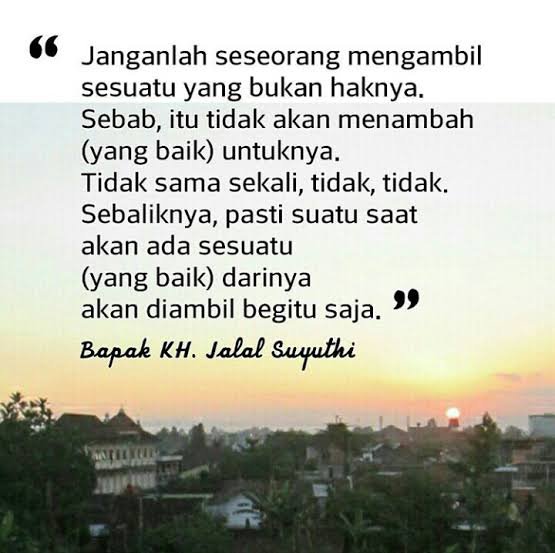 “ Janganlah seseorang mengambil
sesuatu yang bukan haknya.
Sebab, itu tidak akan menambah
(yang baik) untuknya.
Tidak sama sekali, tidak, tidak.
Sebaliknya, pasti suatu saat
akan ada sesuatu
(yang baik) darinya
akan diambil begitu saja. ”
Bapak KH. Jalal Suyuthi